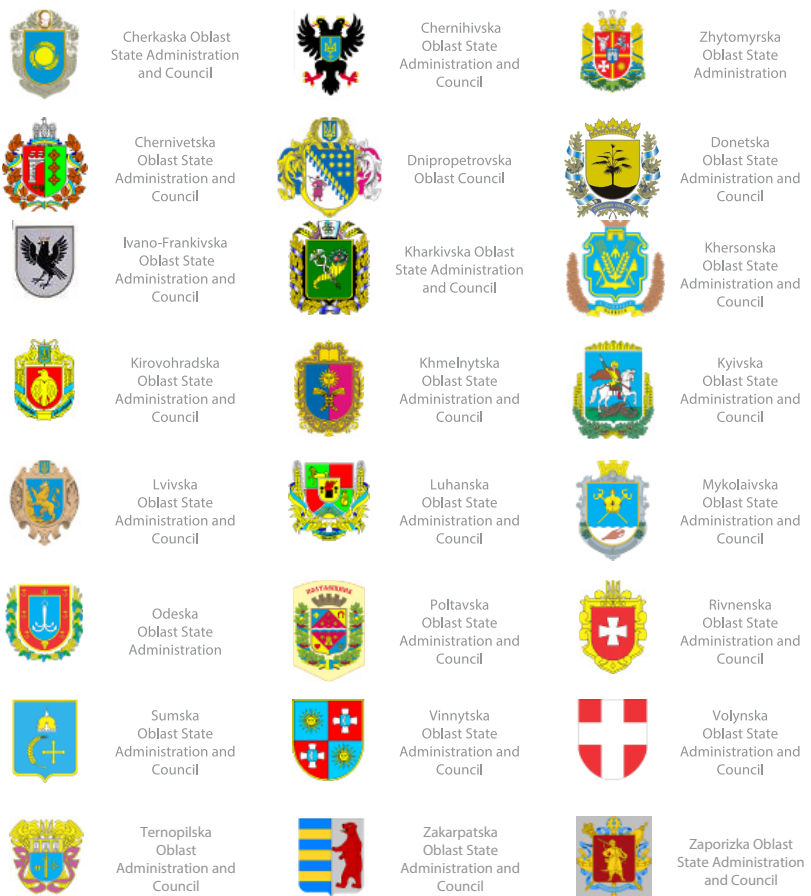 Cherkaska Oblast
State Administration
and Council
Chernihivska
Oblast State
Administration and
Council
Zhytomyrska
Oblast State
Administration
Chernivetska
Oblast State
Administration and
Council
Dnipropetrovska
Oblast Council
Donetska
Oblast State
Administration and
Council
Ivano-Frankivska
Oblast State
Administration and
Council
Kharkivska Oblast
State Administration
and Council
Khersonska
Oblast State
Administration and
Council
Kirovohradska
Oblast State
Administration and
Council
Khmelnytska
Oblast State
Administration and
Council
Kyivska
Oblast State
Administration and
Council
Lvivska
Oblast State
Administration and
Council
Luhanska
Oblast State
Administration and
Council
Mykolaivska
Oblast State
Administration and
Council
Odeska
Oblast State
Administration
Poltavska
Oblast State
Administration and
Council
Rivnenska
Oblast State
Administration and
Council
Sumska
Oblast State
Administration and
Council
Vinnytska
Oblast State
Administration and
Council
Volynska
Oblast State
Administration and
Council
Ternopilska
Oblast
Administration and
Council
Zakarpatska
Oblast State
Administration and
Council
Zaporizka Oblast
State Administration
and Council